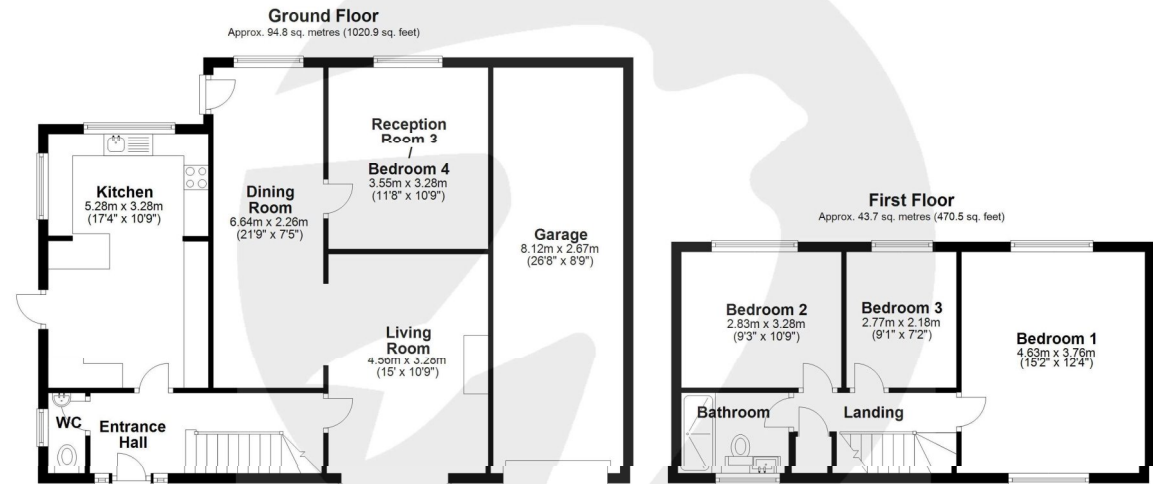 Ground Floor
Approx. 94.8 sq. metres (1020.9 sq. feet)
Reception
Room 3
/
Bedroom 4
3.55m x 3.28m
(11'8" x 10'9")
Kitchen
5.28m x 3.28m
(17'4" x 10'9")
Dining
Room
6.64m x 2.26m
(21'9" x 7'5")
Garage
8.12m x 2.67m
(26'8" x 8'9")
Living
Room
4.56m x 3.28m
(15' x 10'9")
WC
Entrance
Hall
First Floor
Approx. 43.7 sq. metres (470.5 sq. feet)
Bedroom 2
2.83m x 3.28m
(9'3" x 10'9")
Bedroom 3
2.77m x 2.18m
(9'1" x 7'2")
Bedroom 1
4.63m x 3.76m
(15'2" x 12'4")
Bathroom
Landing